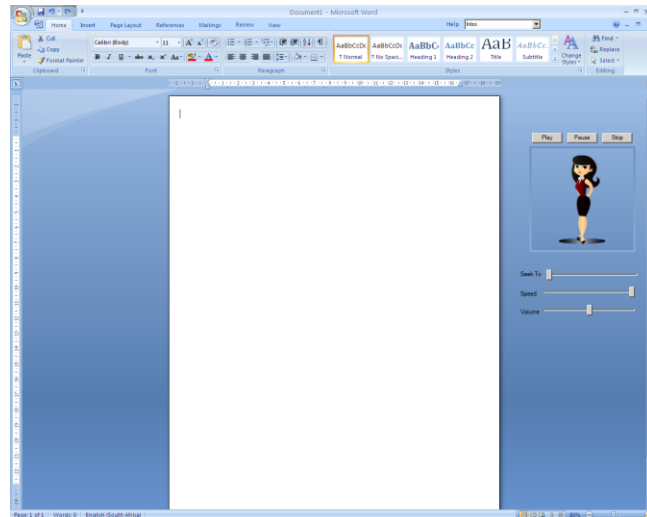 Document1 - Microsoft Word
Home Insert Page Layout References Mailings Review View Help Intro
Paste Cut Copy Format Painter
Calibri (Body) 11
AaBbCcDc AaBbCcDc AaBbC AaBbCc AaB AaBbCc.
¶ Normal ¶ No Spaci... Heading 1 Heading 2 Title Subtitle
Change Styles
Find Replace Select
Clipboard Font Paragraph Styles Editing
Play Pause Stop
Seek To
Speed
Volume
Page: 1 of 1 Words: 0 English (South Africa)